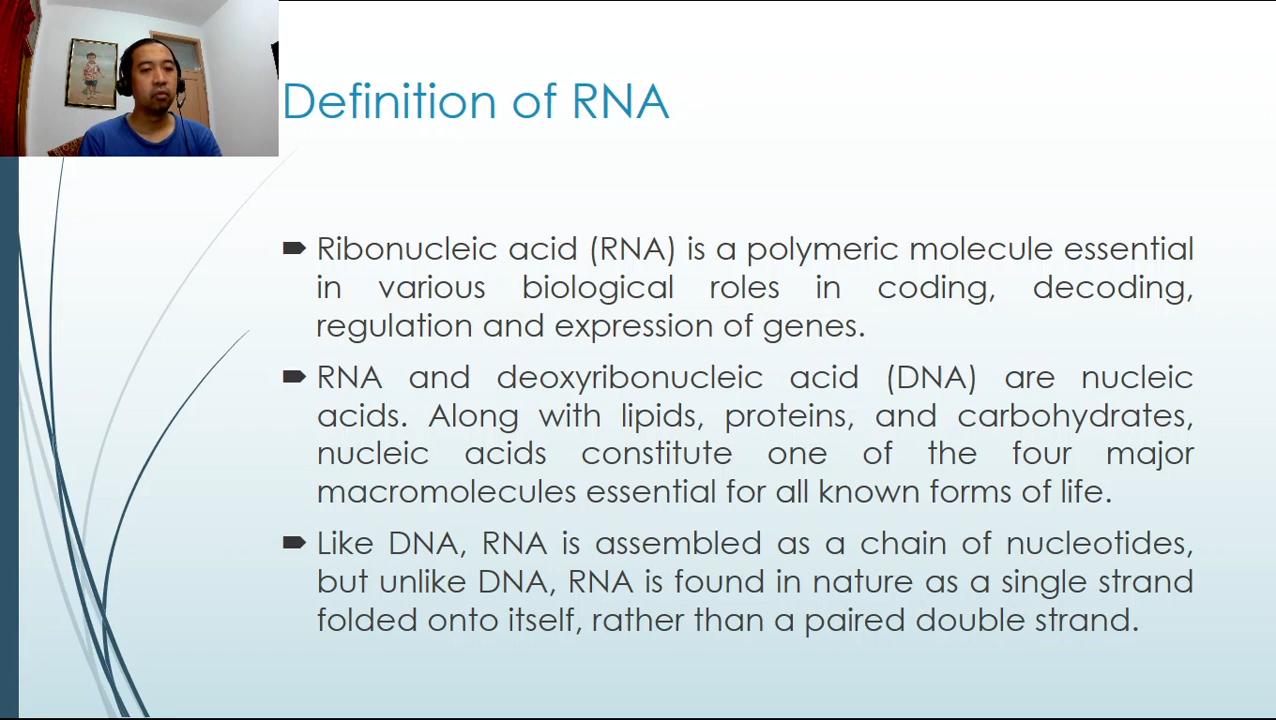 Definition of RNA
Ribonucleic acid (RNA) is a polymeric molecule essential
in various biological roles in coding, decoding,
regulation and expression of genes.
RNA and deoxyribonucleic acid (DNA) are nucleic
acids. Along with lipids, proteins, and carbohydrates,
nucleic acids constitute one of the four major
macromolecules essential for all known forms of life.
Like DNA, RNA is assembled as a chain of nucleotides,
but unlike DNA, RNA is found in nature as a single strand
folded onto itself, rather than a paired double strand.